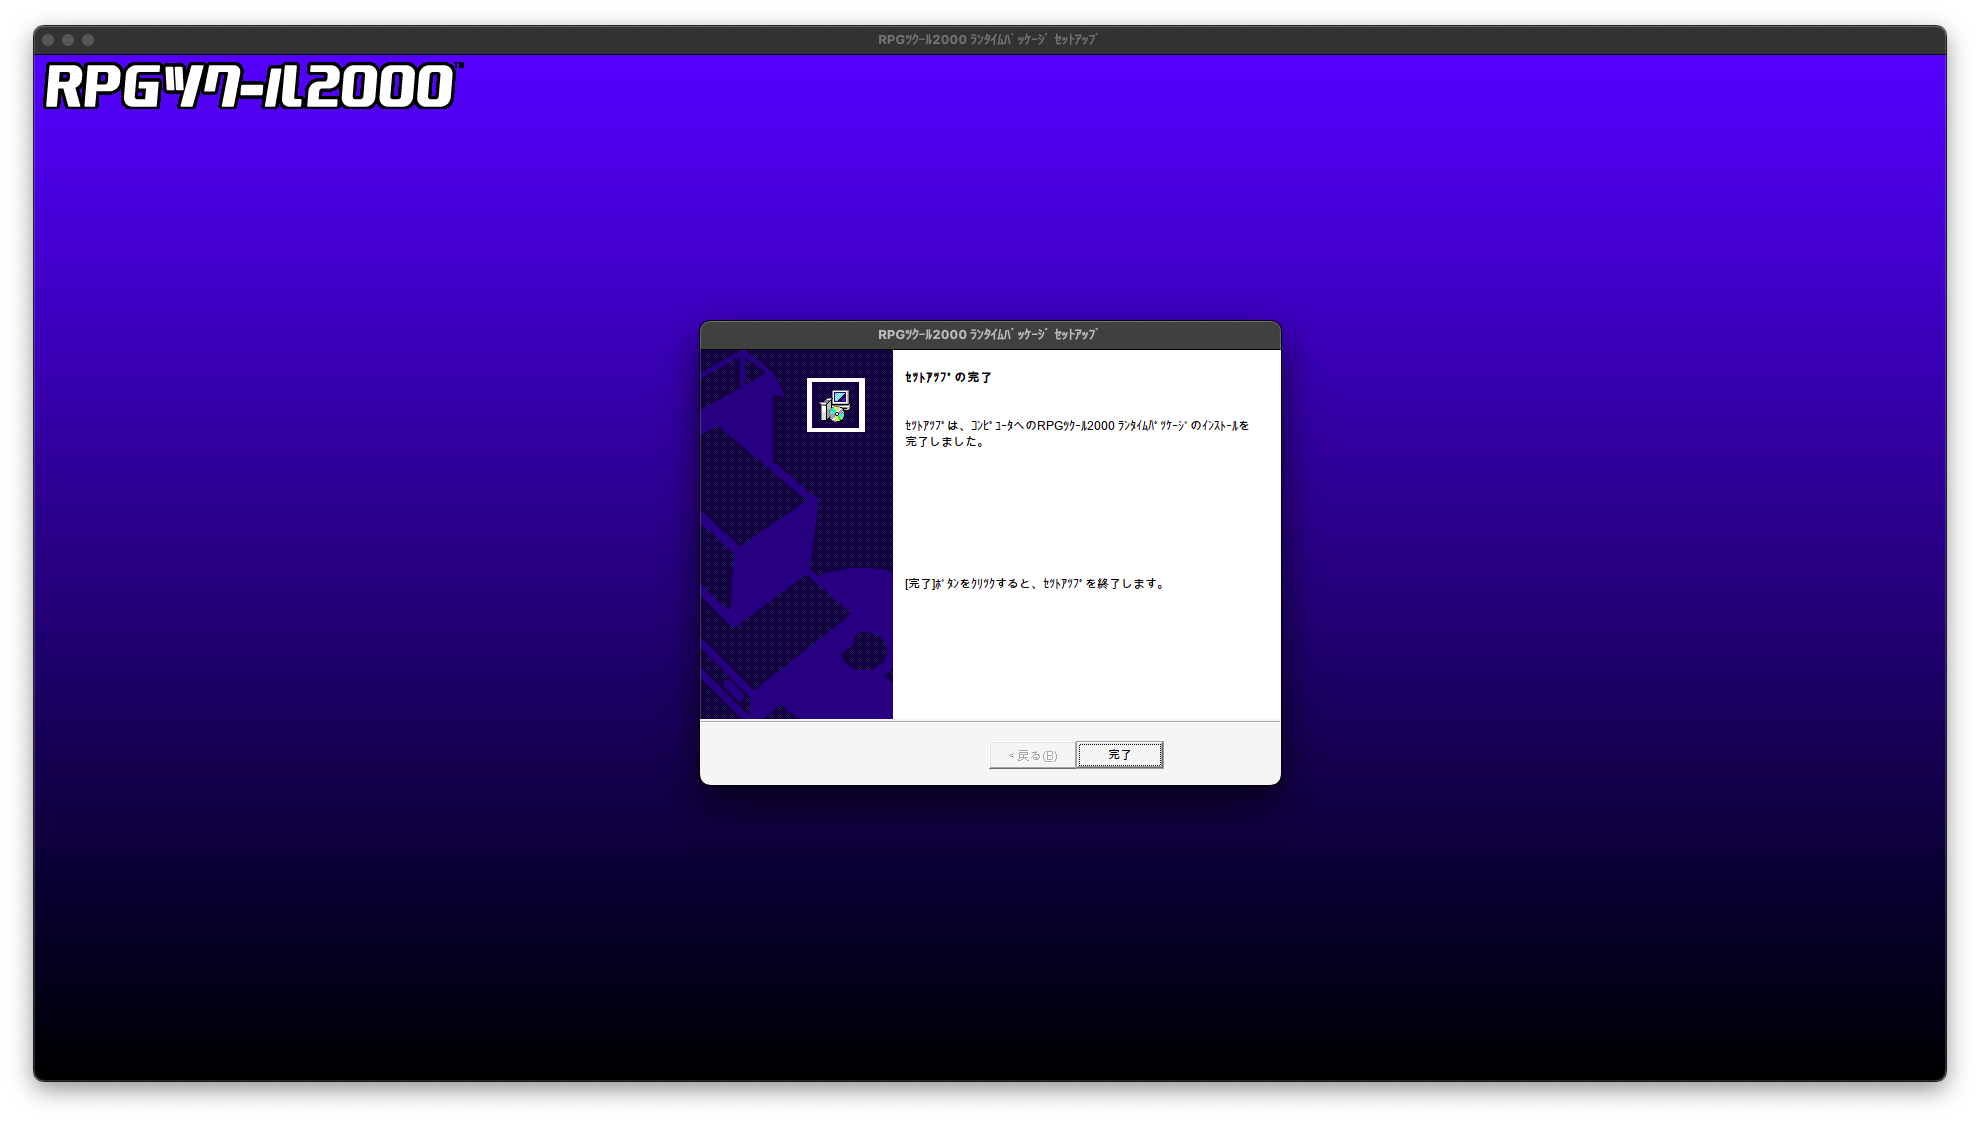 RPGﾂｸｰﾙ2000 ﾗﾝﾀｲﾑﾊﾟｯｹｰｼﾞ ｾｯﾄｱｯﾌﾟ
RPGツクール2000™
RPGﾂｸｰﾙ2000 ﾗﾝﾀｲﾑﾊﾟｯｹｰｼﾞ ｾｯﾄｱｯﾌﾟ
ｾｯﾄｱｯﾌﾟの完了
ｾｯﾄｱｯﾌﾟは、ｺﾝﾋﾟｭｰﾀへのRPGﾂｸｰﾙ2000 ﾗﾝﾀｲﾑﾊﾟｯｹｰｼﾞのｲﾝｽﾄｰﾙを
完了しました。
[完了]ﾎﾞﾀﾝをｸﾘｯｸすると、ｾｯﾄｱｯﾌﾟを終了します。
< 戻る(B)
完了